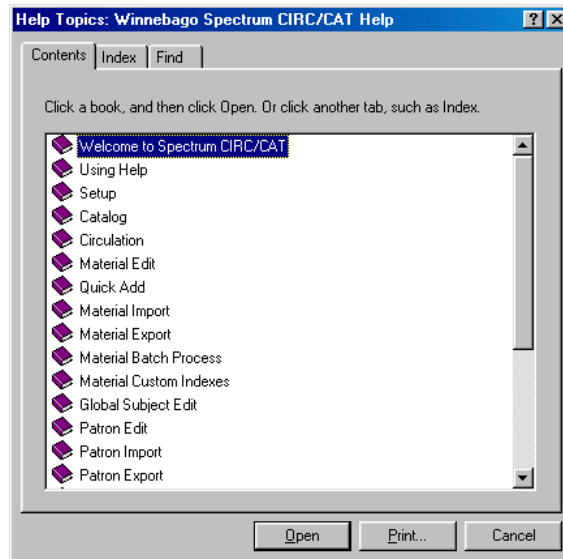 Help Topics: Winnebago Spectrum CIRC/CAT Help
Contents Index Find
Click a book, and then click Open. Or click another tab, such as Index.
Welcome to Spectrum CIRC/CAT
Using Help
Setup
Catalog
Circulation
Material Edit
Quick Add
Material Import
Material Export
Material Batch Process
Material Custom Indexes
Global Subject Edit
Patron Edit
Patron Import
Patron Export
Open Print... Cancel